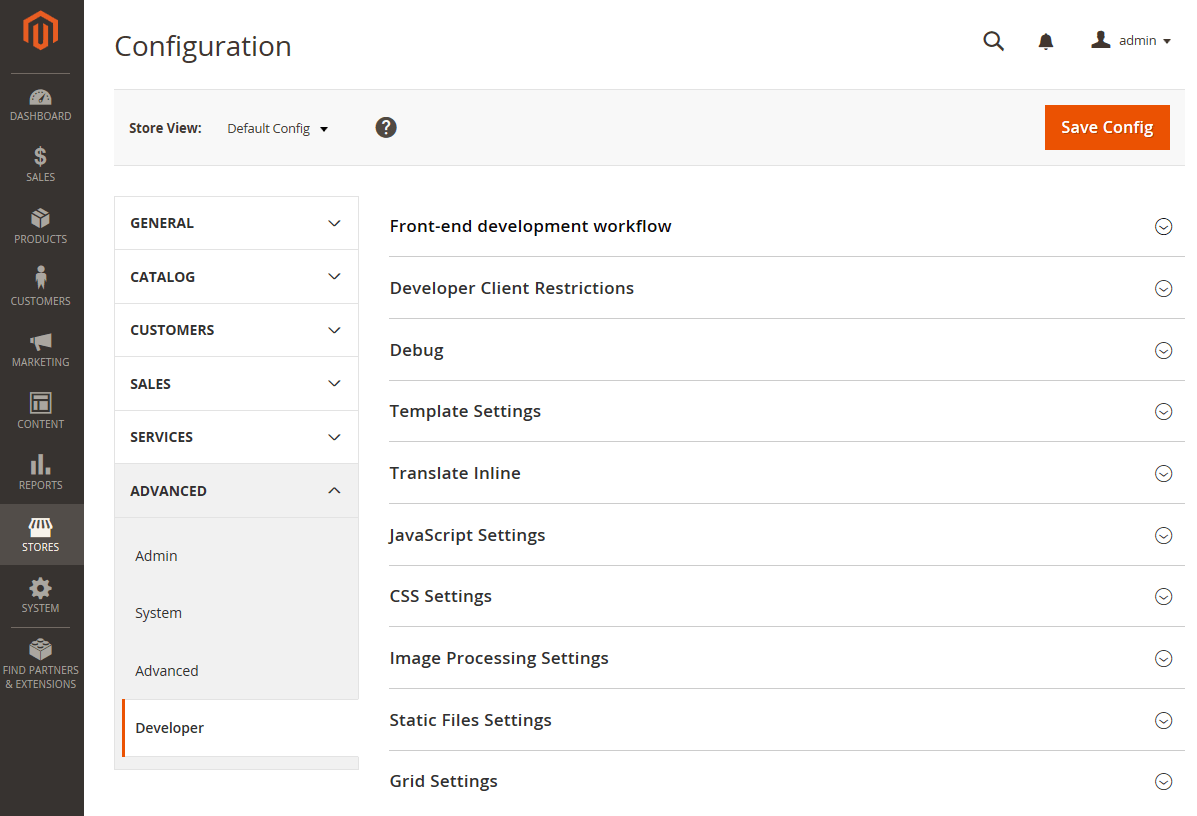 Configuration
admin
DASHBOARD
SALES
PRODUCTS
CUSTOMERS
MARKETING
CONTENT
REPORTS
STORES
SYSTEM
FIND PARTNERS
& EXTENSIONS
Store View: Default Config ?
Save Config
GENERAL
CATALOG
CUSTOMERS
SALES
SERVICES
ADVANCED
Admin
System
Advanced
Developer
Front-end development workflow
Developer Client Restrictions
Debug
Template Settings
Translate Inline
JavaScript Settings
CSS Settings
Image Processing Settings
Static Files Settings
Grid Settings